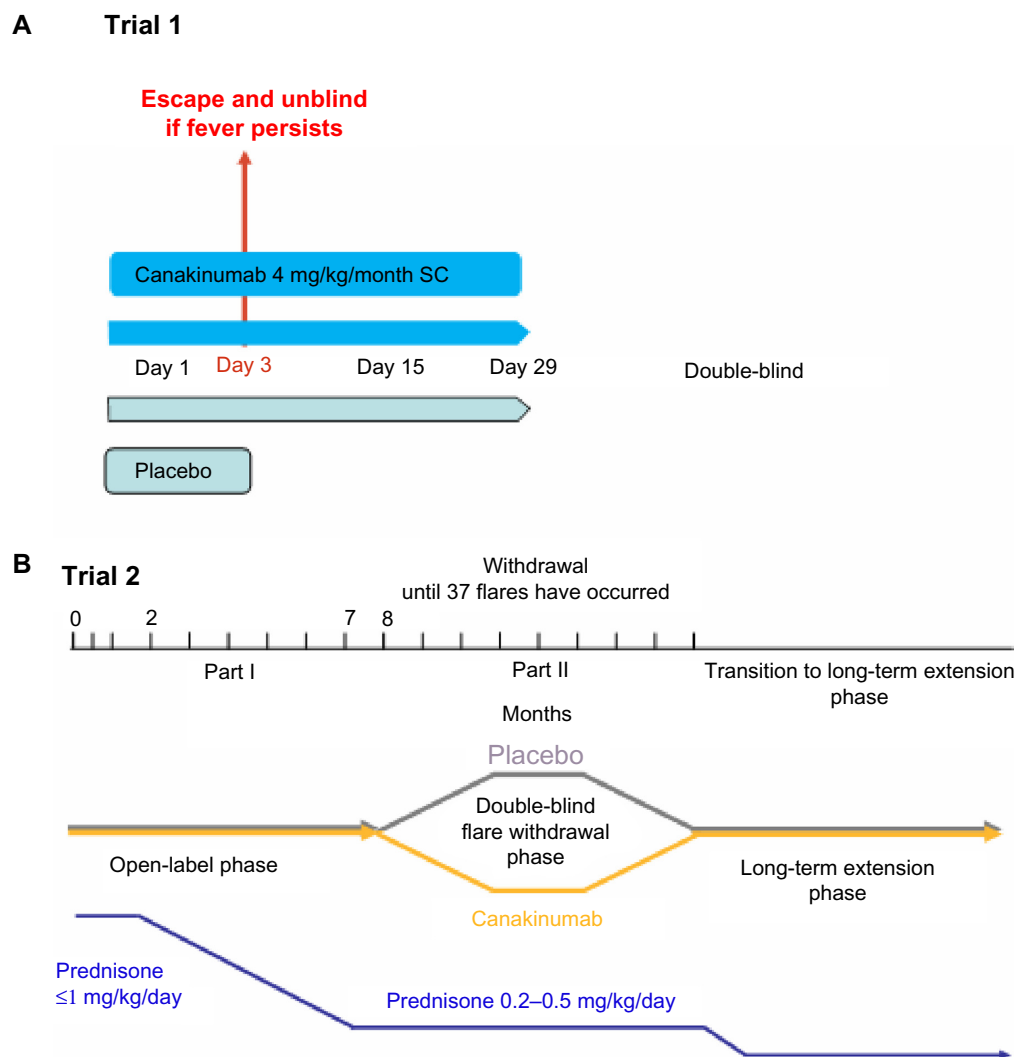 A Trial 1
Escape and unblind
if fever persists
Canakinumab 4 mg/kg/month SC
Day 1 Day 3 Day 15 Day 29 Double-blind
Placebo
B Trial 2
Withdrawal
until 37 flares have occurred
0 2 7 8
Part I Part II Transition to long-term extension
phase
Months
Placebo
Double-blind
flare withdrawal
phase
Open-label phase
Long-term extension
phase
Canakinumab
Prednisone
≤1 mg/kg/day
Prednisone 0.2–0.5 mg/kg/day